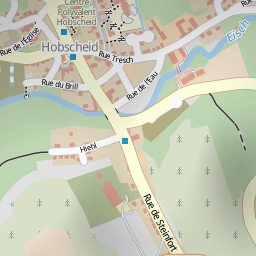 Centre
Polyvalent
Hobscheid
Hobscheid
Rue de l'Église
Rue Tresch
Eisch
Rue du Brill
Rue de l'Eau
Hiehl
Rue de Steinfort